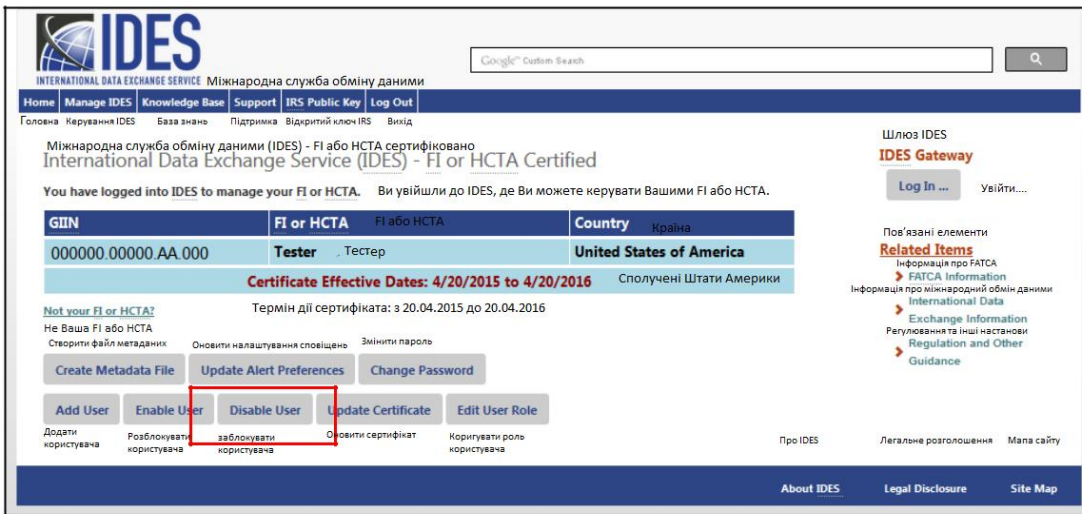 IDES
Google™ Custom Search
INTERNATIONAL DATA EXCHANGE SERVICE Міжнародна служба обміну даними
Home Manage IDES Knowledge Base Support IRS Public Key Log Out
Головна Керування IDES База знань Підтримка Відкритий ключ IRS Вихід
Міжнародна служба обміну даними (IDES) - FI або HCTA сертифіковано
International Data Exchange Service (IDES) - FI or HCTA Certified
You have logged into IDES to manage your FI or HCTA. Ви увійшли до IDES, де Ви можете керувати Вашими FI або HCTA.
GIIN FI or HCTA FI або HCTA Country Країна
000000.00000.AA.000 Tester Тестер United States of America
Certificate Effective Dates: 4/20/2015 to 4/20/2016 Сполучені Штати Америки
Not your FI or HCTA? Термін дії сертифіката: з 20.04.2015 до 20.04.2016
Не Ваша FI або HCTA
Створити файл метаданих Оновити налаштування сповіщень Змінити пароль
Create Metadata File Update Alert Preferences Change Password
Add User Enable User Disable User Update Certificate Edit User Role
Додати користувача
Розблокувати користувача
заблокувати користувача
Оновити сертифікат
Коригувати роль користувача
Шлюз IDES
IDES Gateway
Log In ... Увійти....
Пов’язані елементи
Related Items
Інформація про FATCA
FATCA Information
Інформація про міжнародний обмін даними
International Data
Exchange Information
Регулювання та інші настанови
Regulation and Other
Guidance
Про IDES Легальне розголошення Мапа сайту
About IDES Legal Disclosure Site Map